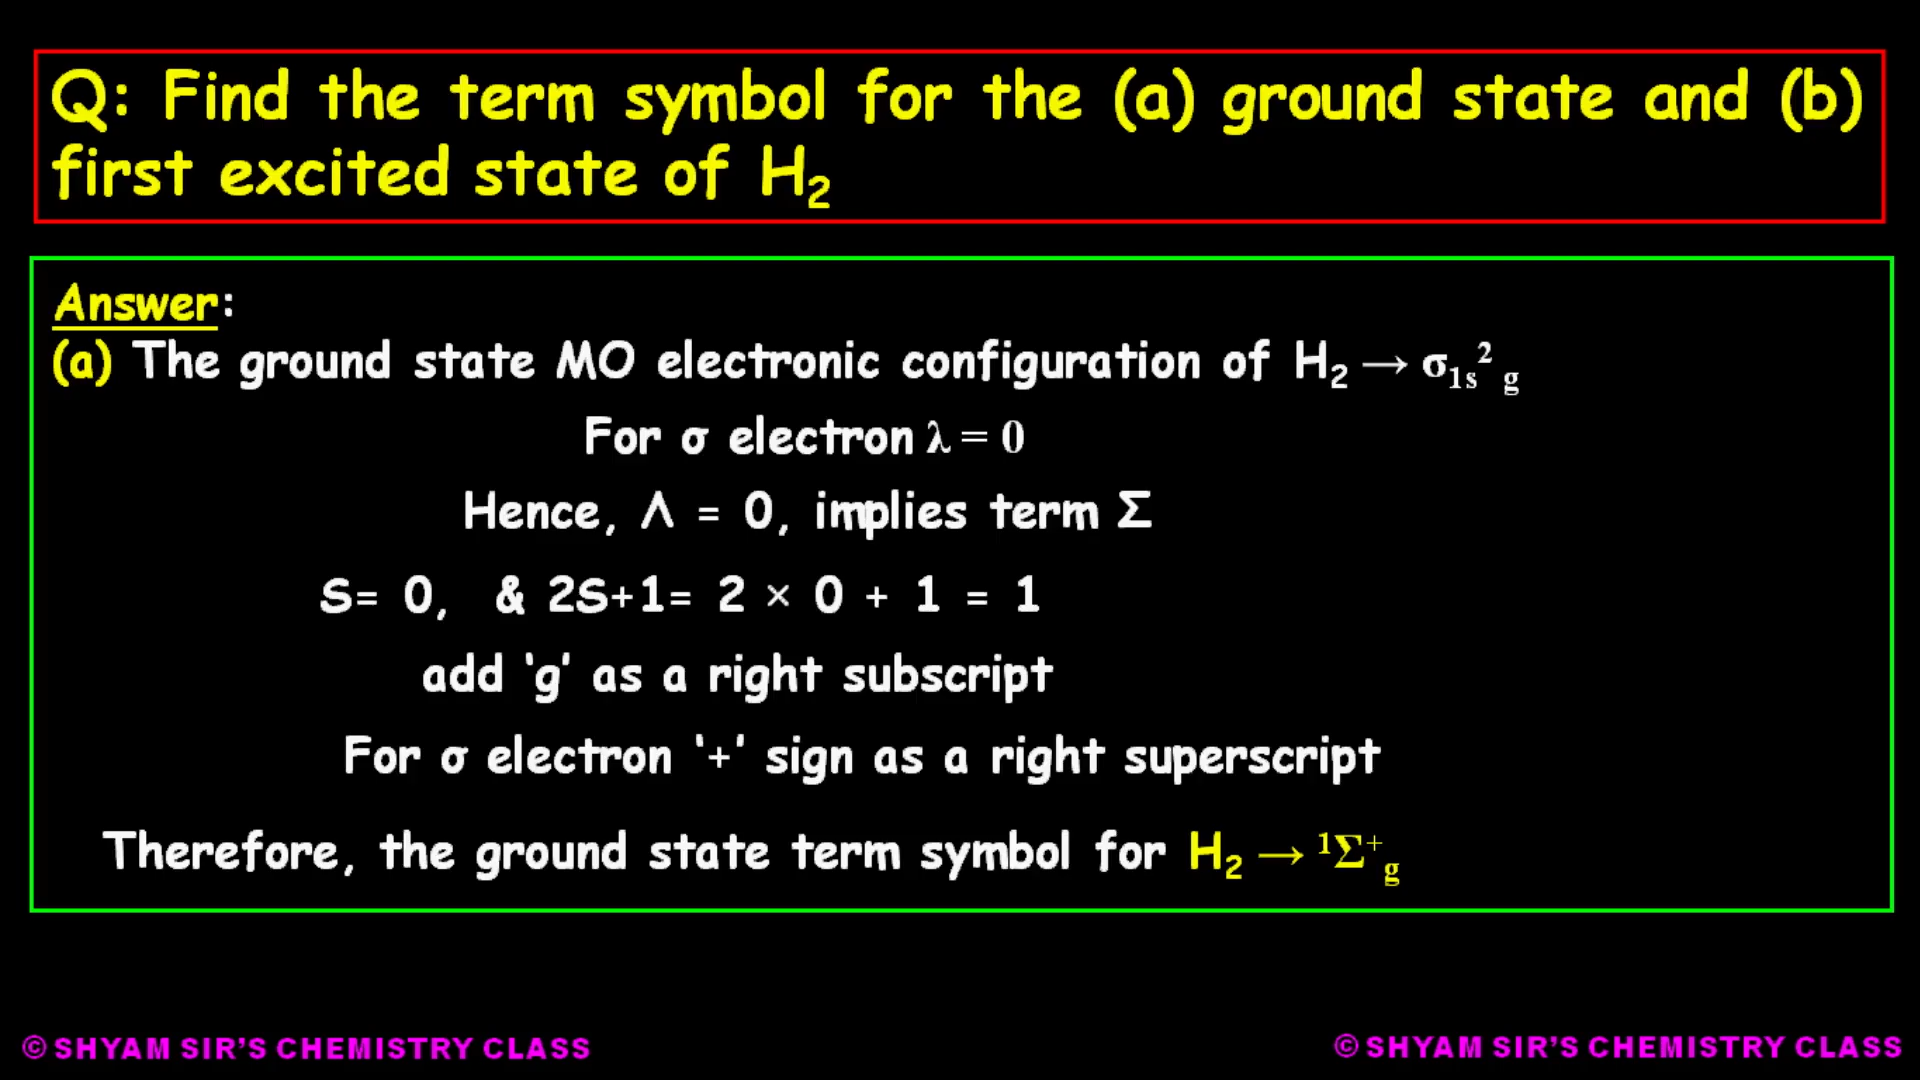 Q: Find the term symbol for the (a) ground state and (b)
first excited state of H₂
Answer:
(a) The ground state MO electronic configuration of H₂ → σ₁ₛ² g
For σ electron λ = 0
Hence, Λ = 0, implies term Σ
S= 0, & 2S+1= 2 × 0 + 1 = 1
add ‘g’ as a right subscript
For σ electron ‘+’ sign as a right superscript
Therefore, the ground state term symbol for H₂ → ¹Σ⁺g
© SHYAM SIR’S CHEMISTRY CLASS
© SHYAM SIR’S CHEMISTRY CLASS